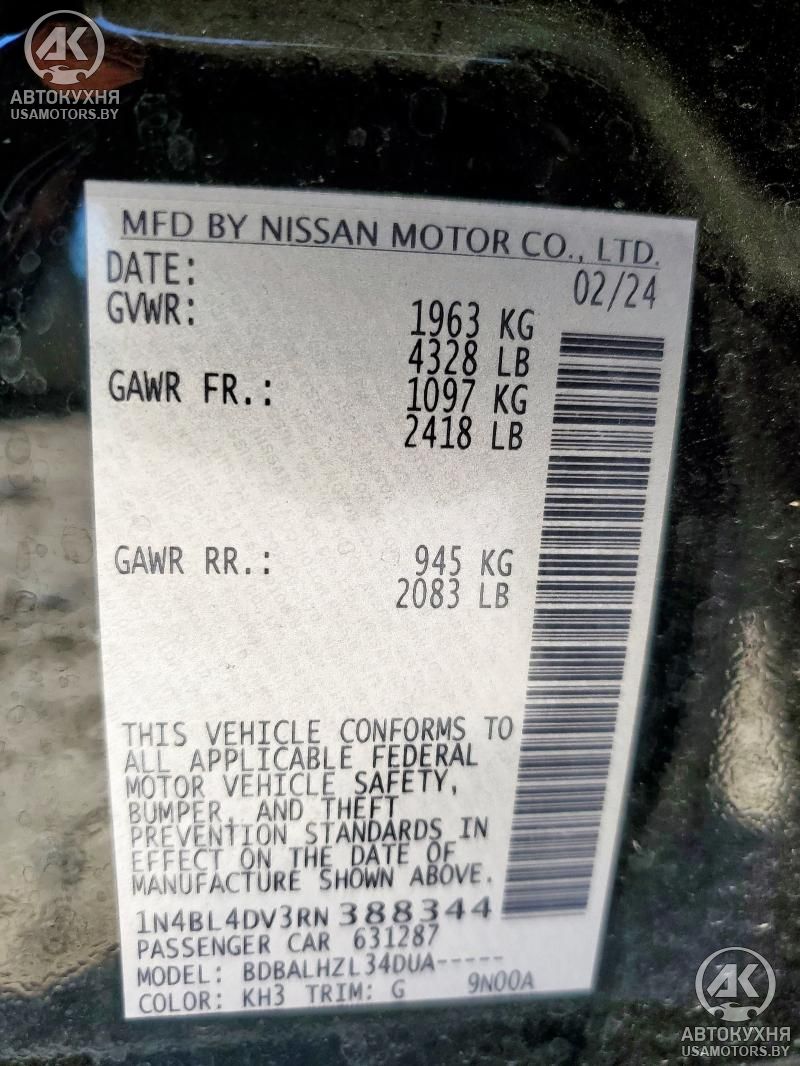 AK
АВТОКУХНЯ
USAMOTORS.BY
MFD BY NISSAN MOTOR CO., LTD.
DATE: 02/24
GVWR: 1963 KG
4328 LB
GAWR FR.: 1097 KG
2418 LB
GAWR RR.: 945 KG
2083 LB
THIS VEHICLE CONFORMS TO
ALL APPLICABLE FEDERAL
MOTOR VEHICLE SAFETY,
BUMPER, AND THEFT
PREVENTION STANDARDS IN
EFFECT ON THE DATE OF
MANUFACTURE SHOWN ABOVE.
1N4BL4DV3RN388344
PASSENGER CAR 631287
MODEL: BDBALHZL34DUA-----
COLOR: KH3 TRIM: G 9N00A
AK
АВТОКУХНЯ
USAMOTORS.BY